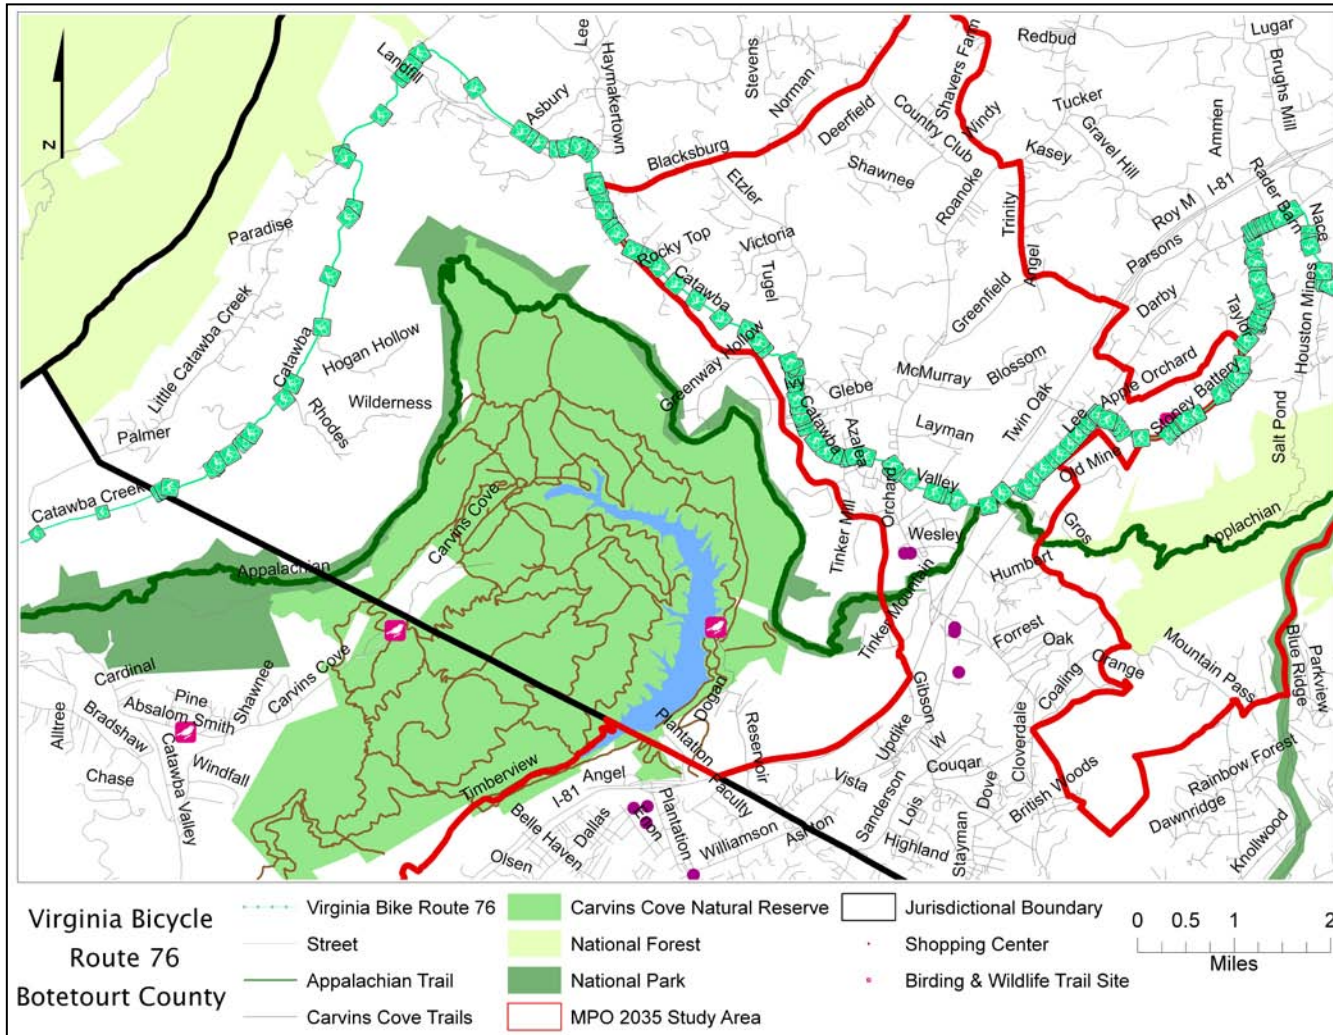 Landfill
Lee
Haymakertown
Asbury
Stevens
Norman
Deerfield
Blacksburg
Etzler
Shawnee
Country Club
Shavers Farm
Windy
Redbud
Lugar
Brughs Mill
Tucker
Gravel Hill
Ammen
Kasey
Roanoke
Trinity
Roy M
I-81
Rader Barn
Nace
Parsons
Angel
Darby
Taylor
Houston Mines
Greenfield
Victoria
Tugel
Rocky Top
Catawba
Paradise
Little Catawba Creek
Catawba
Hogan Hollow
Rhodes
Wilderness
Palmer
Catawba Creek
Greenway Hollow
Ivy
Catawba
Glebe
McMurray
Blossom
Azalea
Layman
Twin Oak
Lee
Apple Orchard
Stoney Battery
Salt Pond
Old Mine
Valley
Orchard
Tinker Mill
Wesley
Gros
Humbert
Applachian
Carvins Cove
Appalachian
Tinker Mountain
Forrest
Oak
Coaling
Orange
Mountain Pass
Blue Ridge
Parkview
Cardinal
Pine
Absalom Smith
Shawnee
Carvins Cove
Alltree
Bradshaw
Catawba Valley
Windfall
Chase
Timberview
Plantation
Dogan
Reservoir
Gibson
Updike
W
Couqar
Cloverdale
Dove
British Woods
Rainbow Forest
Dawnridge
Knollwood
Angel
I-81
Belle Haven
Dallas
Olsen
Plantation
Faculty
Vista
Williamson
Ashton
Sanderson
Lois
Highland
Stayman
N
Virginia Bicycle
Route 76
Botetourt County
Virginia Bike Route 76
Street
Appalachian Trail
Carvins Cove Trails
Carvins Cove Natural Reserve
National Forest
National Park
MPO 2035 Study Area
Jurisdictional Boundary
Shopping Center
Birding & Wildlife Trail Site
0 0.5 1 2
Miles